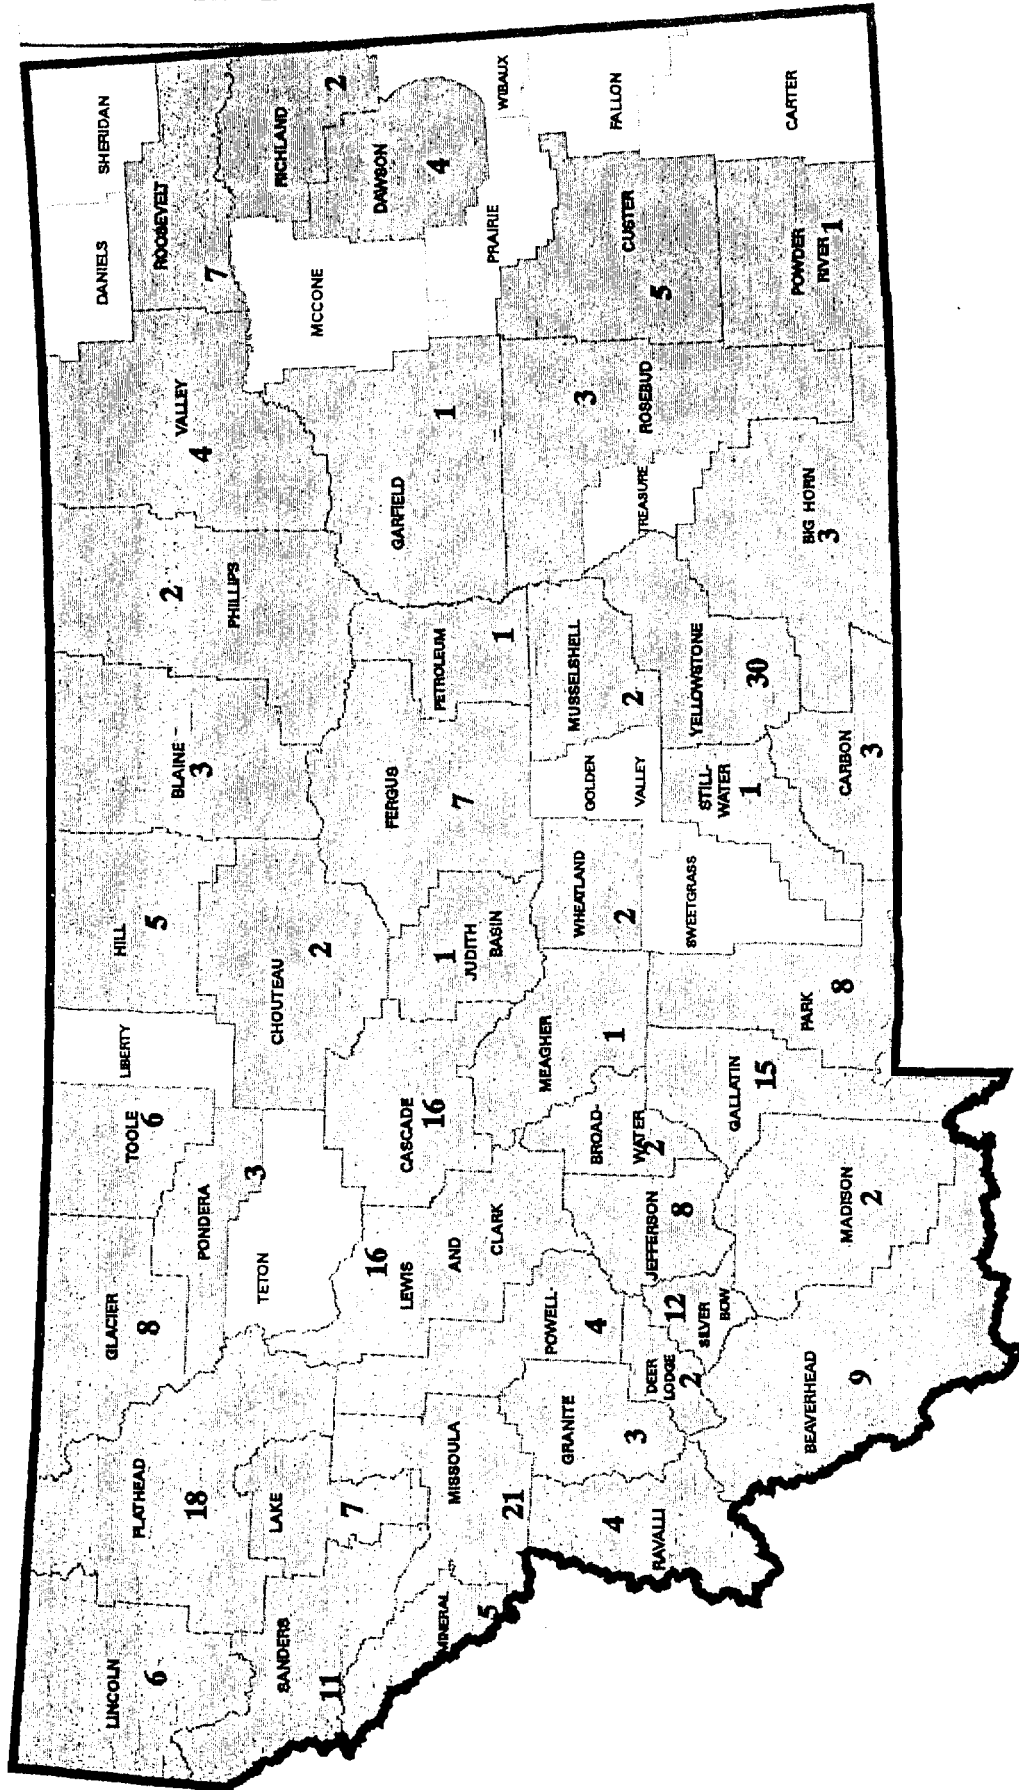 LINCOLN
6
FLATHEAD
18
GLACIER
8
TOOLE
6
LIBERTY
HILL
5
BLAINE
3
PHILLIPS
2
VALLEY
4
DANIELS
SHERIDAN
ROOSEVELT
7
SANDERS
11
LAKE
7
PONDERA
3
TETON
CHOUTEAU
2
MCCONE
RICHLAND
2
DAWSON
4
GARFIELD
1
MINERAL
5
MISSOULA
21
LEWIS
AND
CLARK
16
CASCADE
16
JUDITH
BASIN
1
FERGUS
7
PETROLEUM
1
PRAIRIE
WIBAUX
POWELL
4
GRANITE
3
RAVALLI
4
DEER
LODGE
2
SILVER
BOW
12
JEFFERSON
8
BROAD-
WATER
2
MEAGHER
1
WHEATLAND
2
GOLDEN
VALLEY
MUSSELSHELL
2
TREASURE
ROSEBUD
3
CUSTER
5
FALLON
BEAVERHEAD
9
MADISON
2
GALLATIN
15
PARK
8
SWEETGRASS
STILL-
WATER
1
YELLOWSTONE
30
CARBON
3
BIG HORN
3
POWDER
RIVER
1
CARTER